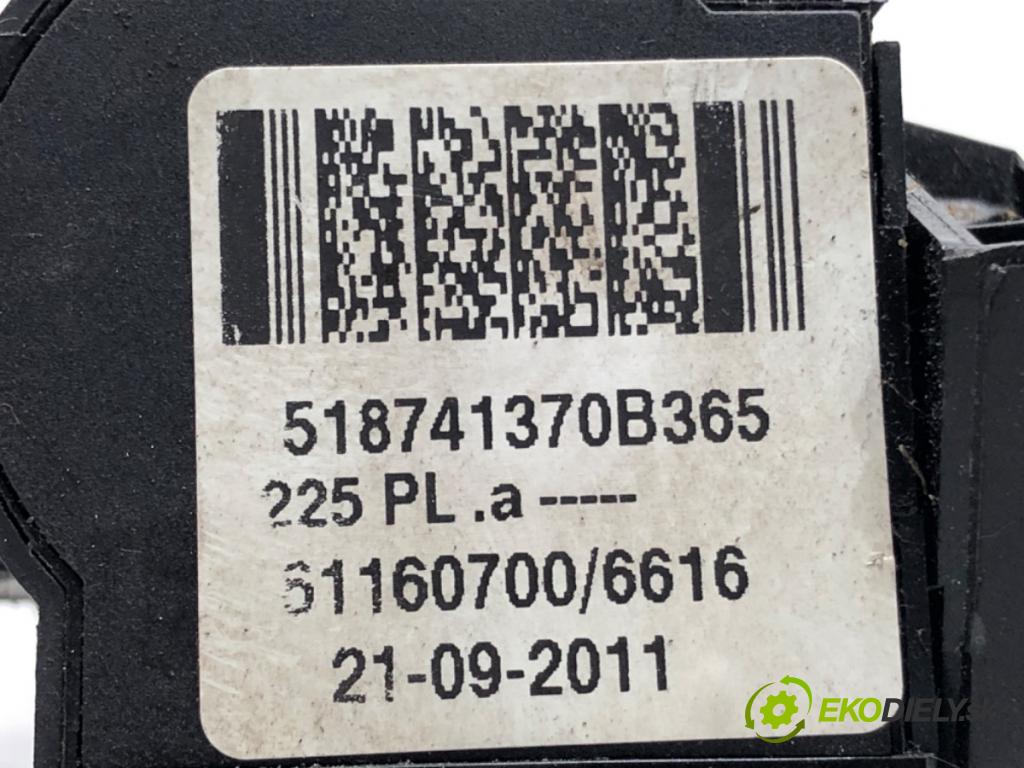 518741370B365
225 PL .a -----
61160700/6616
21-09-2011
EKODIELY.S